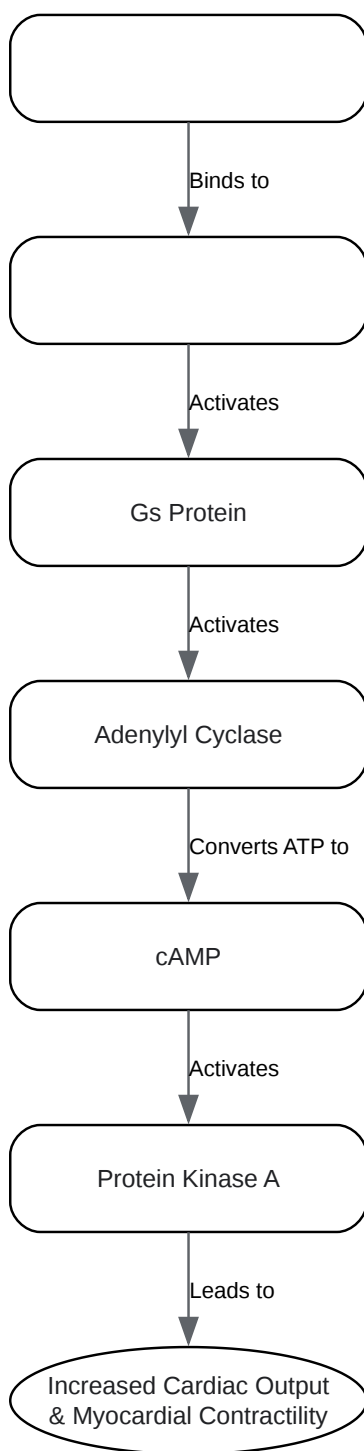 Binds to
Activates
Gs Protein
Activates
Adenylyl Cyclase
Converts ATP to
cAMP
Activates
Protein Kinase A
Leads to
Increased Cardiac Output
& Myocardial Contractility